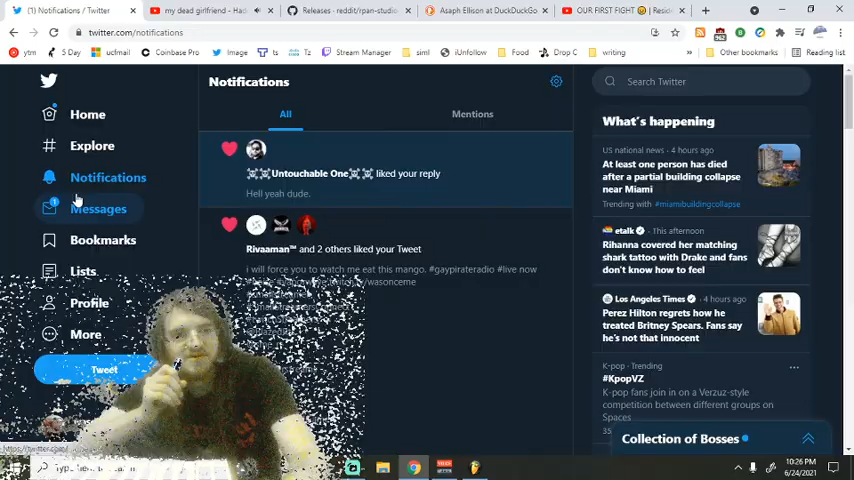 (1) Notifications / Twitter
my dead girlfriend - Ha
Releases · reddit/rpan-studio
Asaph Ellison at DuckDuckGo
OUR FIRST FIGHT
Resid
twitter.com/notifications
962
ytm
5 Day
ucfmail
Coinbase Pro
Image
ts
Tz
Stream Manager
siml
iUnfollow
Food
Drop C
writing
Other bookmarks
Reading list
Home
Explore
Notifications
1
Messages
Bookmarks
Lists
Profile
More
Tweet
Notifications
All
Mentions
Untouchable One liked your reply
Hell yeah dude.
Rivaaman™ and 2 others liked your Tweet
i will force you to watch me eat this mango. #gaypirateradio #live now
Search Twitter
What's happening
US national news · 4 hours ago
At least one person has died
after a partial building collapse
near Miami
Trending with #miamibuildingcollapse
etalk · This afternoon
Rihanna covered her matching
shark tattoo with Drake and fans
don't know how to feel
Los Angeles Times · 4 hours ago
Perez Hilton regrets how he
treated Britney Spears. Fans say
he's not that innocent
K-pop · Trending
#KpopVZ
K-pop fans join in on a Verzuz-style
competition between different groups on
Spaces
Collection of Bosses
10:26 PM
6/24/2021